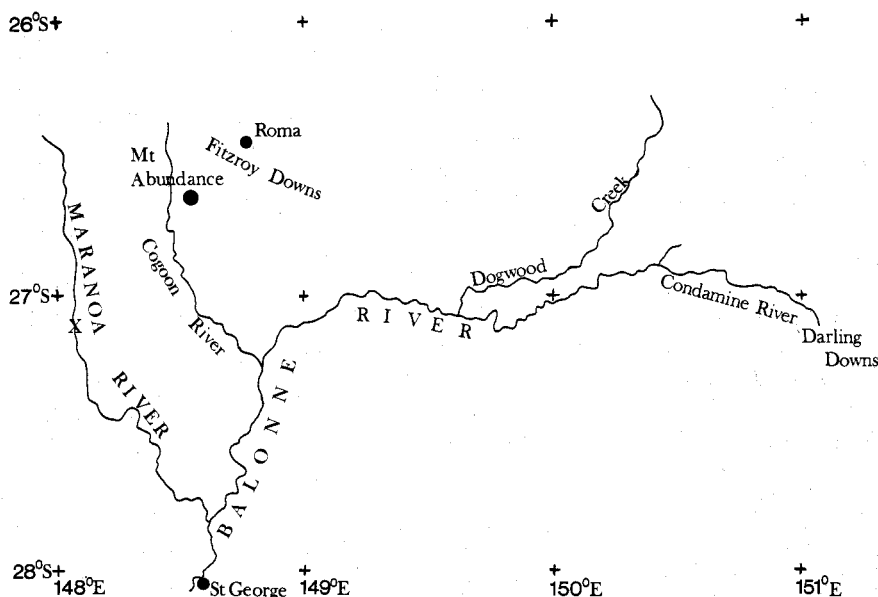 26°S
Roma
Mt
Abundance
Fitzroy Downs
MARANOA
RIVER
Cogoon
River
Creek
Dogwood
27°S
X
RIVER
Condamine River
Darling
Downs
BALONNE
28°S
148°E
St George
149°E
150°E
151°E